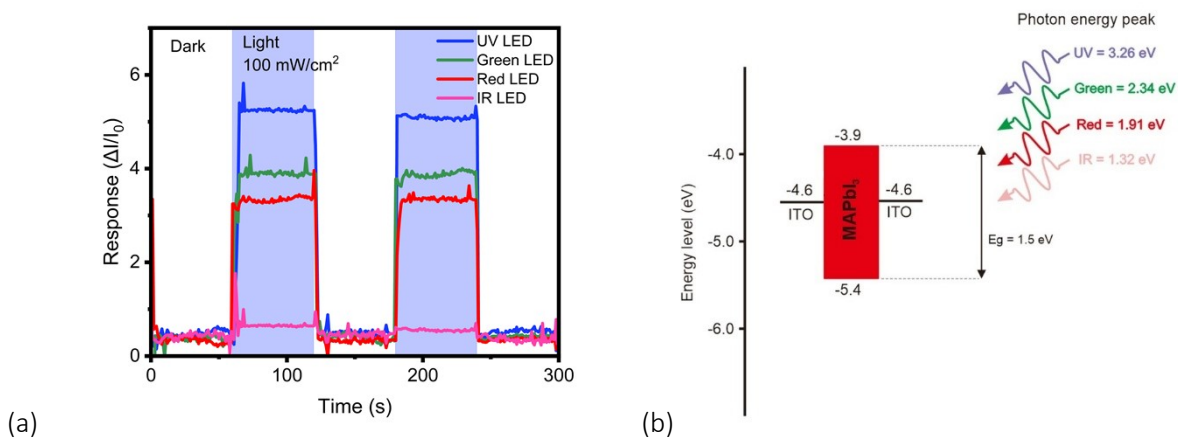 Dark
Light
100 mW/cm²
UV LED
Green LED
Red LED
IR LED
Response (ΔI/I₀)
6
4
2
0
0
100
200
300
Time (s)
(a)
Photon energy peak
UV = 3.26 eV
Green = 2.34 eV
Red = 1.91 eV
IR = 1.32 eV
Energy level (eV)
-4.0
-5.0
-6.0
-3.9
-4.6
ITO
MAPbI₃
-4.6
ITO
Eg = 1.5 eV
-5.4
(b)